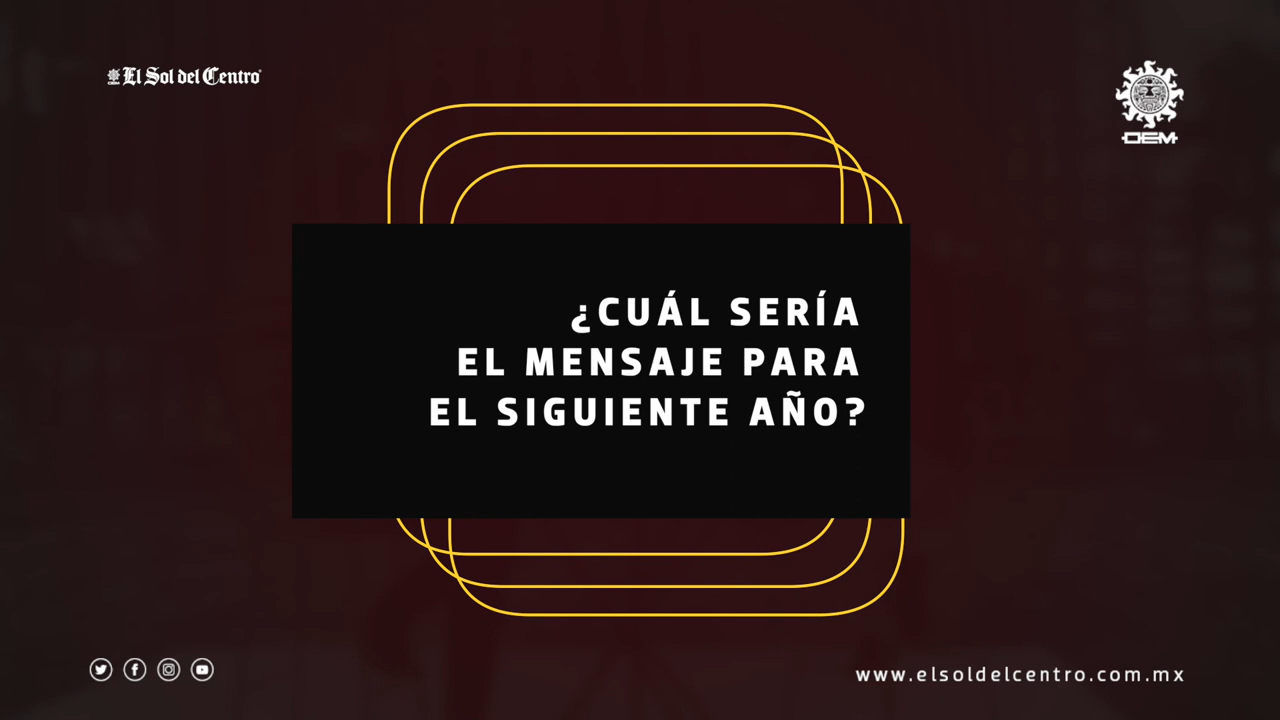 El Sol del Centro
OEM
¿CUÁL SERÍA
EL MENSAJE PARA
EL SIGUIENTE AÑO?
www.elsoldelcentro.com.mx